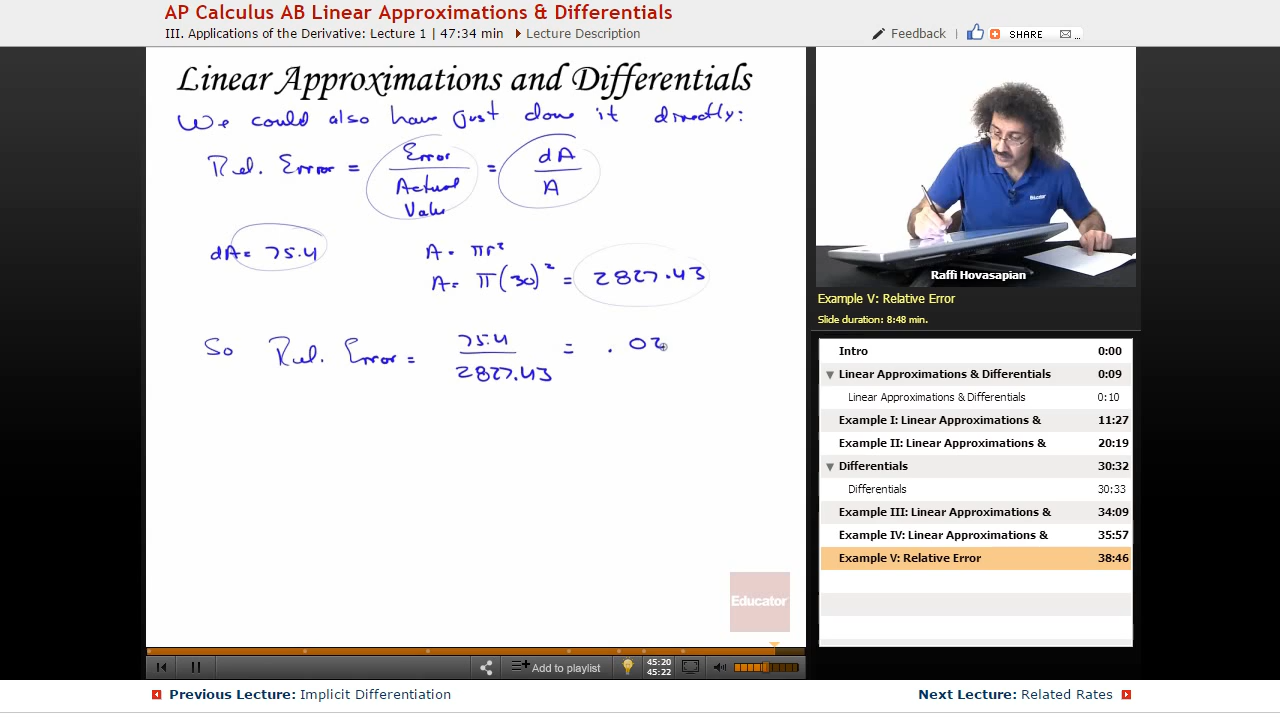 AP Calculus AB Linear Approximations & Differentials
III. Applications of the Derivative: Lecture 1 | 47:34 min Lecture Description
Feedback | SHARE
Linear Approximations and Differentials
We could also have just done it directly:
Rel. Error = Error / Actual Value = dA / A
dA = 75.4
A = πr²
A = π(30)² = 2827.43
So Rel. Error = 75.4 / 2827.43 = .02
Educator
Educator
Raffi Hovasapian
Example V: Relative Error
Slide duration: 8:48 min.
Intro 0:00
Linear Approximations & Differentials 0:09
Linear Approximations & Differentials 0:10
Example I: Linear Approximations & 11:27
Example II: Linear Approximations & 20:19
Differentials 30:32
Differentials 30:33
Example III: Linear Approximations & 34:09
Example IV: Linear Approximations & 35:57
Example V: Relative Error 38:46
Add to playlist
45:20
45:22
Previous Lecture: Implicit Differentiation
Next Lecture: Related Rates